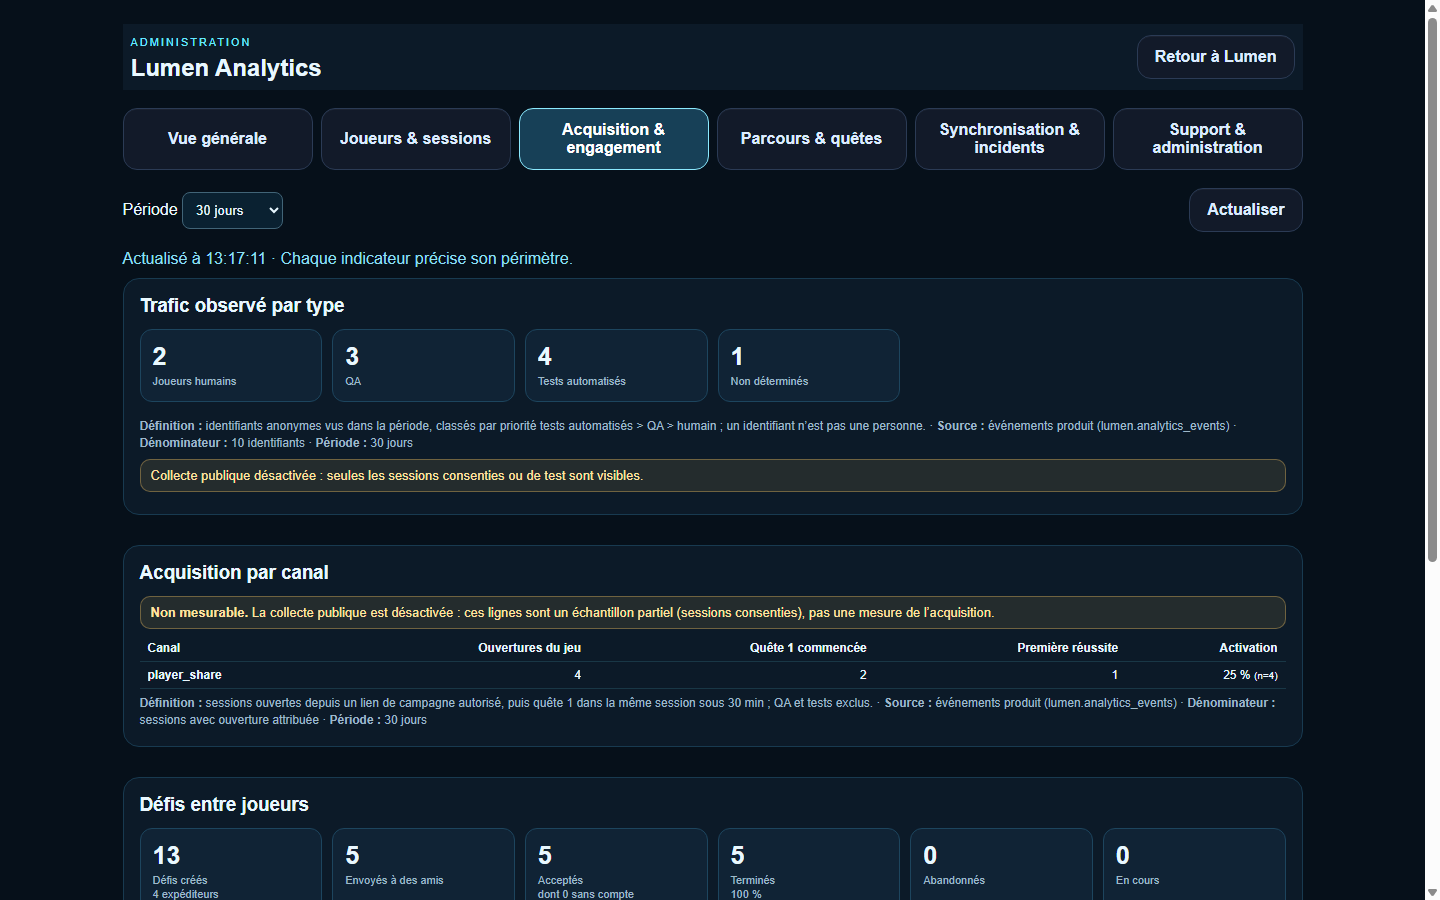 ADMINISTRATION
Lumen Analytics
Retour à Lumen
Vue générale
Joueurs & sessions
Acquisition &
engagement
Parcours & quêtes
Synchronisation &
incidents
Support &
administration
Période 30 jours
Actualiser
Actualisé à 13:17:11 · Chaque indicateur précise son périmètre.
Trafic observé par type
2
Joueurs humains
3
QA
4
Tests automatisés
1
Non déterminés
Définition : identifiants anonymes vus dans la période, classés par priorité tests automatisés > QA > humain ; un identifiant n’est pas une personne. · Source : événements produit (lumen.analytics_events) ·
Dénominateur : 10 identifiants · Période : 30 jours
Collecte publique désactivée : seules les sessions consenties ou de test sont visibles.
Acquisition par canal
Non mesurable. La collecte publique est désactivée : ces lignes sont un échantillon partiel (sessions consenties), pas une mesure de l’acquisition.
Canal Ouvertures du jeu Quête 1 commencée Première réussite Activation
player_share 4 2 1 25 % (n=4)
Définition : sessions ouvertes depuis un lien de campagne autorisé, puis quête 1 dans la même session sous 30 min ; QA et tests exclus. · Source : événements produit (lumen.analytics_events) · Dénominateur :
sessions avec ouverture attribuée · Période : 30 jours
Défis entre joueurs
13
Défis créés
4 expéditeurs
5
Envoyés à des amis
5
Acceptés
dont 0 sans compte
5
Terminés
100 %
0
Abandonnés
0
En cours